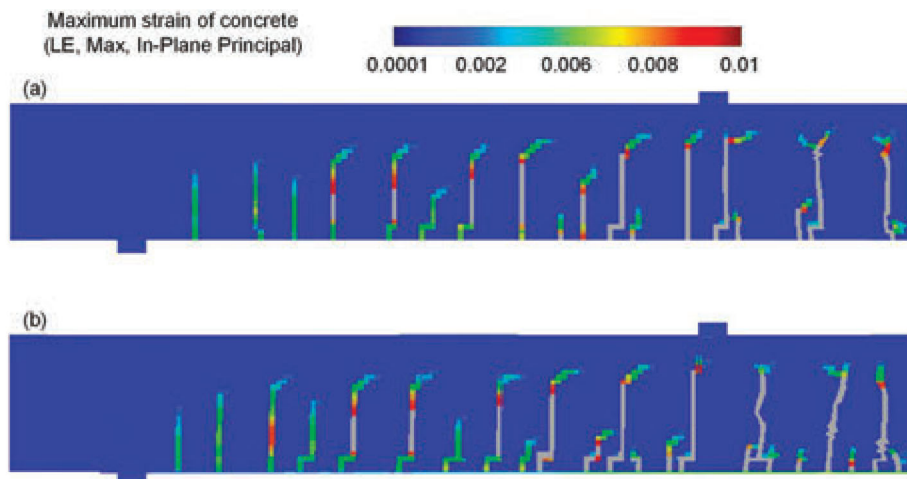 Maximum strain of concrete
(LE, Max, In-Plane Principal)
0.0001 0.002 0.006 0.008 0.01
(a)
(b)